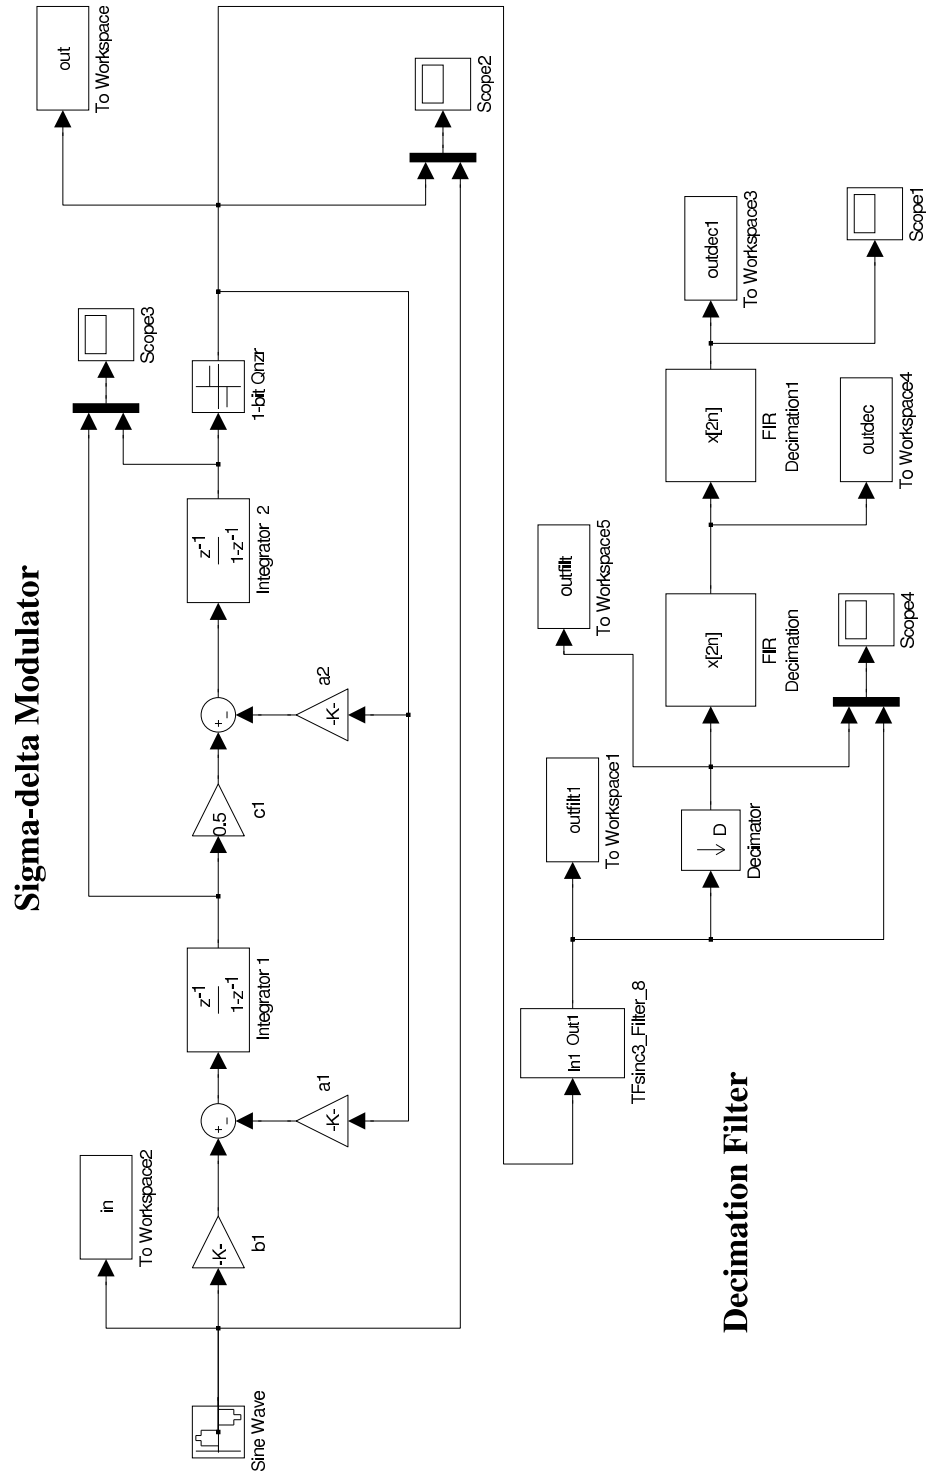 Sigma-delta Modulator
in
To Workspace2
Scope3
out
To Workspace
Sine Wave
-K-
b1
+
-
z-1
1-z-1
Integrator 1
0.5
c1
+
-
z-1
1-z-1
Integrator 2
1-bit Qnzr
-K-
a1
-K-
a2
Scope2
Decimation Filter
In1 Out1
TFsinc3_Filter_8
outfilt1
To Workspace1
outfilt
To Workspace5
↓ D
Decimator
x[2n]
FIR
Decimation
x[2n]
FIR
Decimation1
outdec1
To Workspace3
Scope4
outdec
To Workspace4
Scope1